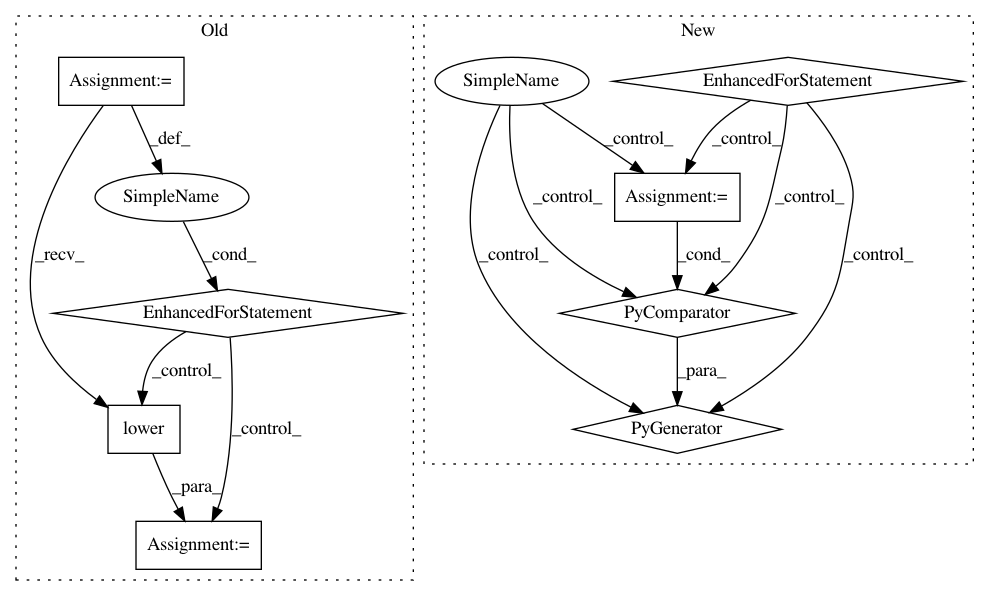 Old
New
Assignment:=
SimpleName
EnhancedForStatement
_def_
_control_
_control_
SimpleName
Assignment:=
_control_
_control_
_recv_
_cond_
_control_
_cond_
_control_
EnhancedForStatement
PyComparator
_control_
_para_
lower
_control_
PyGenerator
_para_
Assignment:=